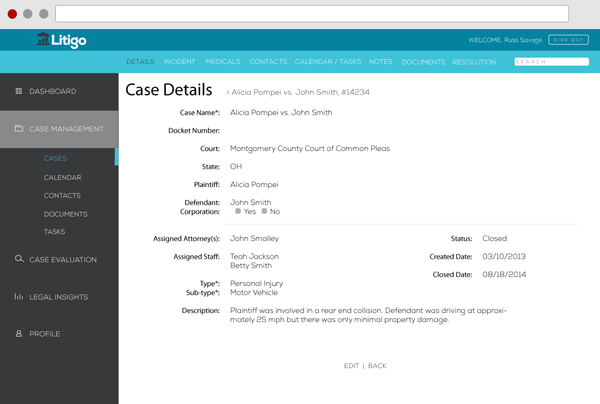 Litigo
WELCOME, Russ Savage
SIGN OUT
DETAILS INCIDENT MEDICALS CONTACTS CALENDAR / TASKS NOTES DOCUMENTS RESOLUTION
SEARCH
DASHBOARD
CASE MANAGEMENT
CASES
CALENDAR
CONTACTS
DOCUMENTS
TASKS
CASE EVALUATION
LEGAL INSIGHTS
PROFILE
Case Details › Alicia Pompei vs. John Smith, #14234
Case Name*: Alicia Pompei vs. John Smith
Docket Number:
Court: Montgomery County Court of Common Pleas
State: OH
Plaintiff: Alicia Pompei
Defendant: John Smith
Corporation: Yes No
Assigned Attorney(s): John Smalley Status: Closed
Assigned Staff: Teah Jackson Created Date: 03/10/2013
Betty Smith
Closed Date: 08/18/2014
Type*: Personal Injury
Sub-type*: Motor Vehicle
Description: Plaintiff was involved in a rear end collision. Defendant was driving at approxi-
mately 25 mph but there was only minimal property damage.
EDIT | BACK